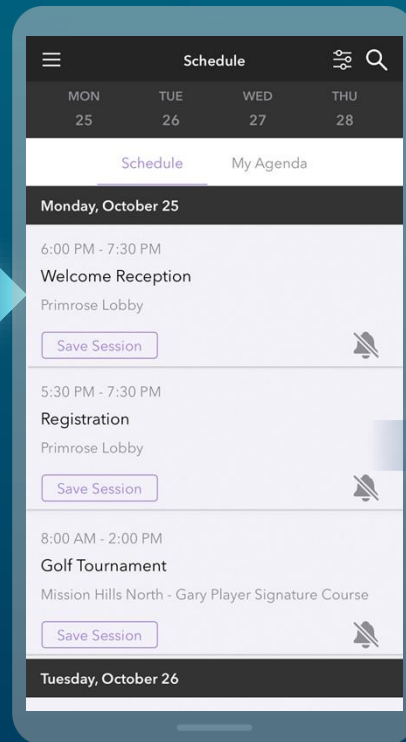 Schedule
MON TUE WED THU
25 26 27 28
Schedule My Agenda
Monday, October 25
6:00 PM - 7:30 PM
Welcome Reception
Primrose Lobby
Save Session
5:30 PM - 7:30 PM
Registration
Primrose Lobby
Save Session
8:00 AM - 2:00 PM
Golf Tournament
Mission Hills North - Gary Player Signature Course
Save Session
Tuesday, October 26